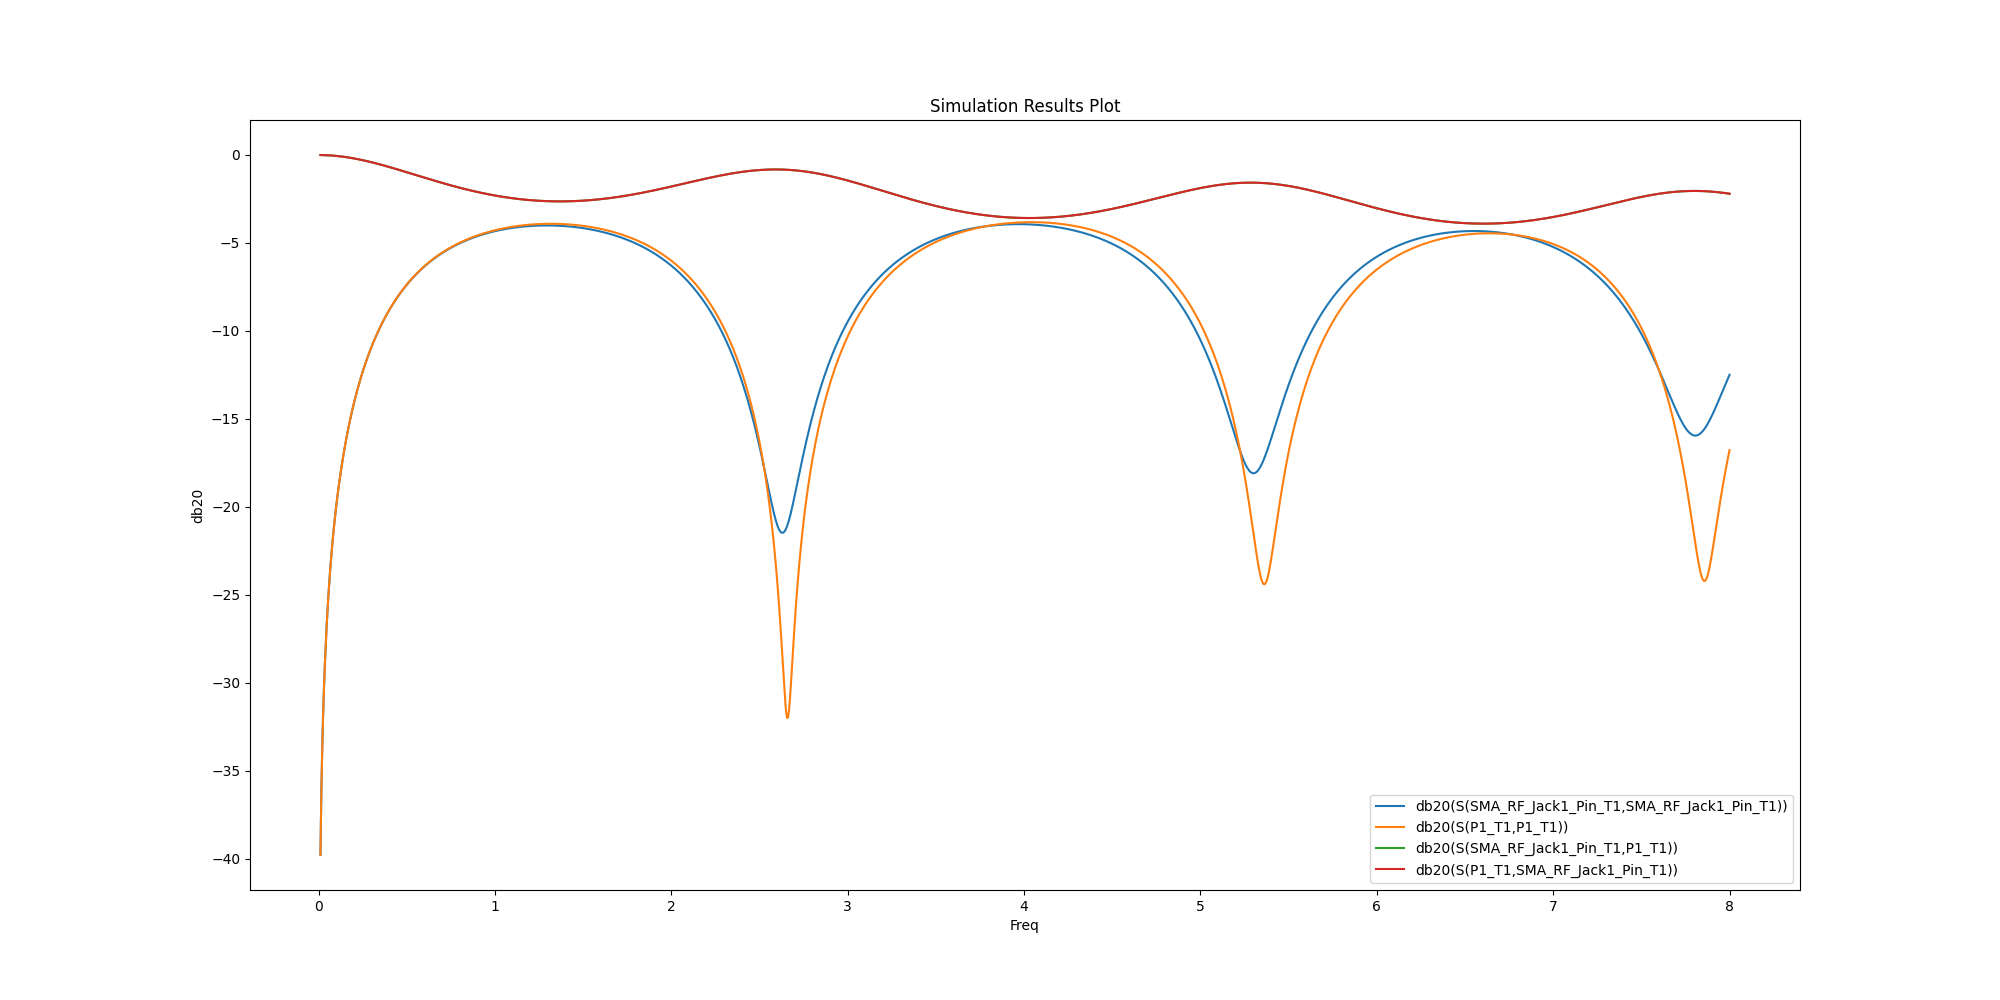 Simulation Results Plot
db20
0
−5
−10
−15
−20
−25
−30
−35
−40
db20(S(SMA_RF_Jack1_Pin_T1,SMA_RF_Jack1_Pin_T1))
db20(S(P1_T1,P1_T1))
db20(S(SMA_RF_Jack1_Pin_T1,P1_T1))
db20(S(P1_T1,SMA_RF_Jack1_Pin_T1))
0 1 2 3 4 5 6 7 8
Freq